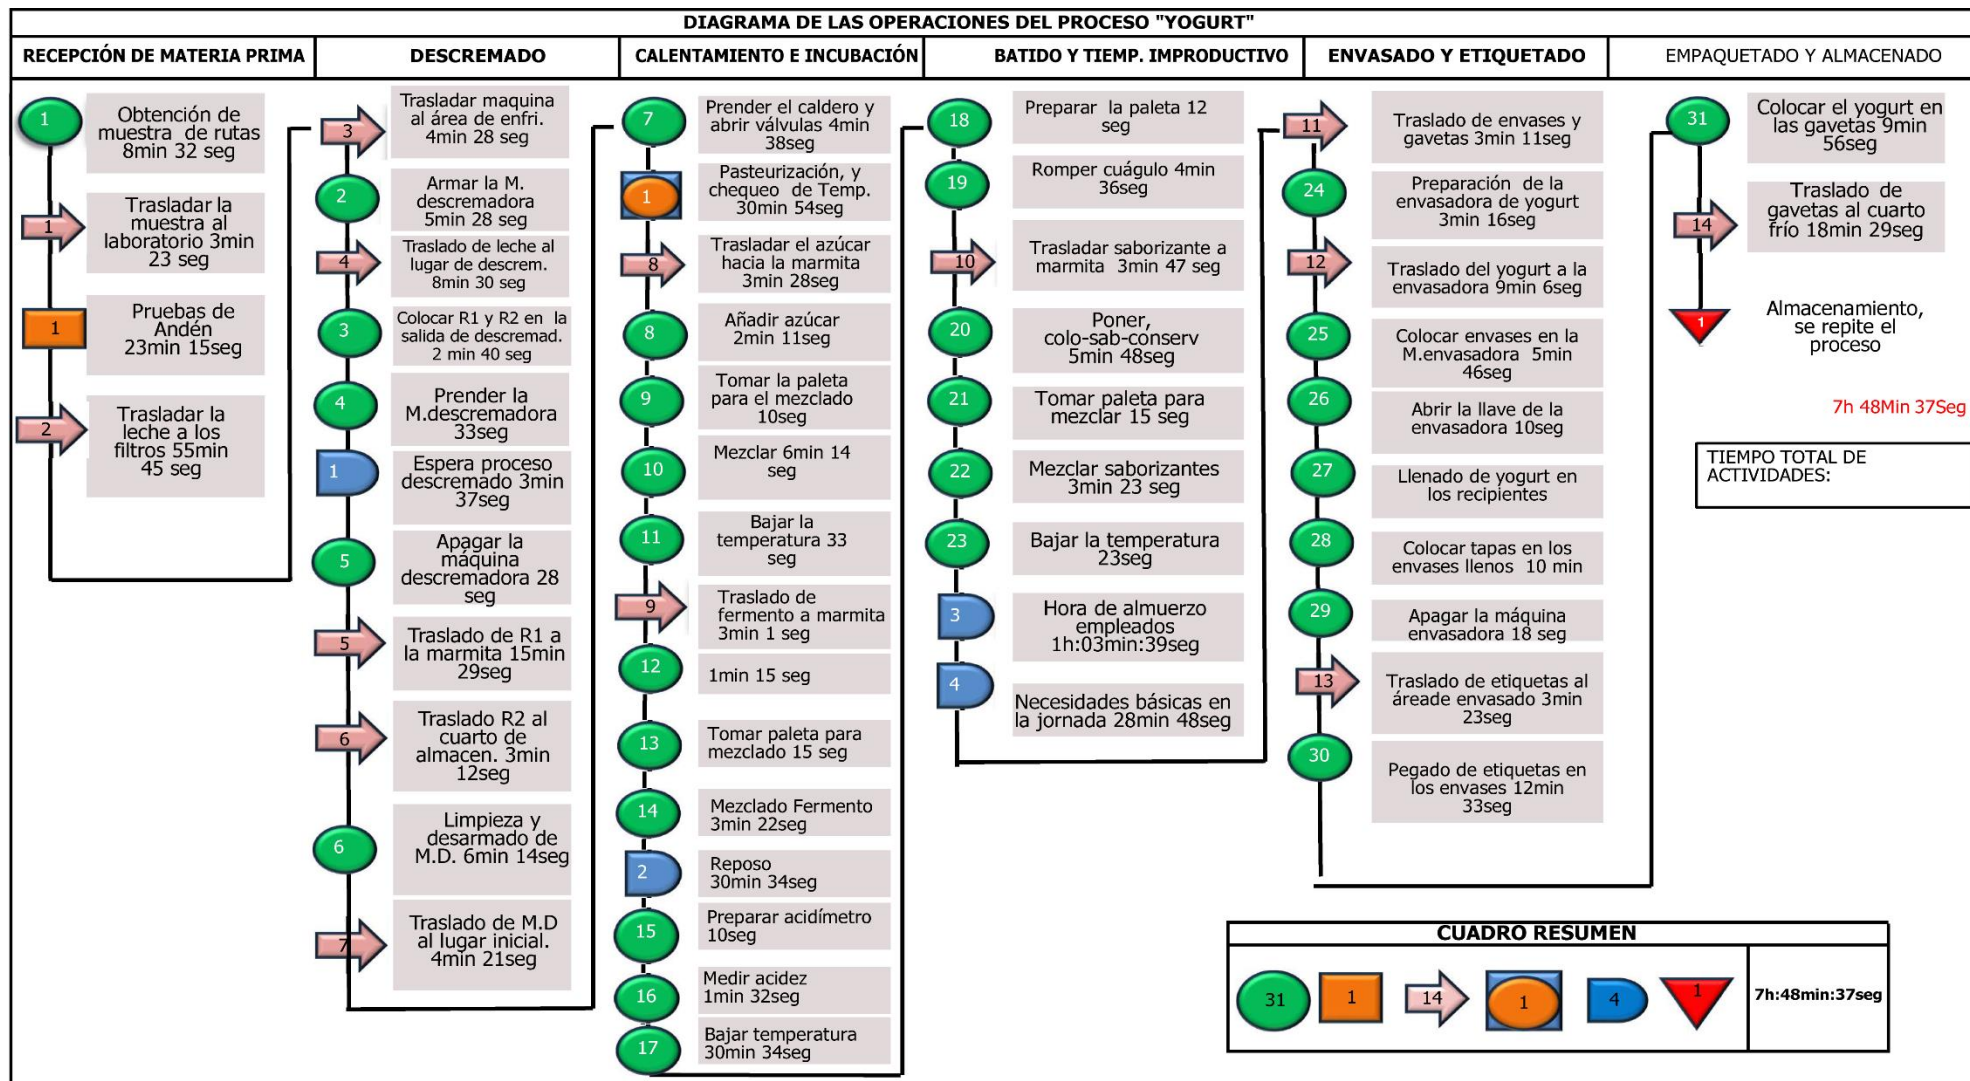 DIAGRAMA DE LAS OPERACIONES DEL PROCESO "YOGURT"
RECEPCIÓN DE MATERIA PRIMA
1
Obtención de
muestra de rutas
8min 32 seg
1
Trasladar la
muestra al
laboratorio 3min
23 seg
1
Pruebas de
Andén
23min 15seg
2
Trasladar la
leche a los
filtros 55min
45 seg
DESCREMADO
3
Trasladar maquina
al área de enfri.
4min 28 seg
2
Armar la M.
descremadora
5min 28 seg
4
Traslado de leche al
lugar de descrem.
8min 30 seg
3
Colocar R1 y R2 en la
salida de descremad.
2 min 40 seg
4
Prender la
M.descremadora
33seg
1
Espera proceso
descremado 3min
37seg
5
Apagar la
máquina
descremadora 28
seg
5
Traslado de R1 a
la marmita 15min
29seg
6
Traslado R2 al
cuarto de
almacen. 3min
12seg
6
Limpieza y
desarmado de
M.D. 6min 14seg
7
Traslado de M.D
al lugar inicial.
4min 21seg
CALENTAMIENTO E INCUBACIÓN
7
Prender el caldero y
abrir válvulas 4min
38seg
1
Pasteurización, y
chequeo de Temp.
30min 54seg
8
Trasladar el azúcar
hacia la marmita
3min 28seg
8
Añadir azúcar
2min 11seg
9
Tomar la paleta
para el mezclado
10seg
10
Mezclar 6min 14
seg
11
Bajar la
temperatura 33
seg
9
Traslado de
fermento a marmita
3min 1 seg
12
1min 15 seg
13
Tomar paleta para
mezclado 15 seg
14
Mezclado Fermento
3min 22seg
2
Reposo
30min 34seg
15
Preparar acidímetro
10seg
16
Medir acidez
1min 32seg
17
Bajar temperatura
30min 34seg
BATIDO Y TIEMP. IMPRODUCTIVO
18
Preparar la paleta 12
seg
19
Romper cuágulo 4min
36seg
10
Trasladar saborizante a
marmita 3min 47 seg
20
Poner,
colo-sab-conserv
5min 48seg
21
Tomar paleta para
mezclar 15 seg
22
Mezclar saborizantes
3min 23 seg
23
Bajar la temperatura
23seg
3
Hora de almuerzo
empleados
1h:03min:39seg
4
Necesidades básicas en
la jornada 28min 48seg
ENVASADO Y ETIQUETADO
11
Traslado de envases y
gavetas 3min 11seg
24
Preparación de la
envasadora de yogurt
3min 16seg
12
Traslado del yogurt a la
envasadora 9min 6seg
25
Colocar envases en la
M.envasadora 5min
46seg
26
Abrir la llave de la
envasadora 10seg
27
Llenado de yogurt en
los recipientes
28
Colocar tapas en los
envases llenos 10 min
29
Apagar la máquina
envasadora 18 seg
13
Traslado de etiquetas al
áreade envasado 3min
23seg
30
Pegado de etiquetas en
los envases 12min
33seg
EMPAQUETADO Y ALMACENADO
31
Colocar el yogurt en
las gavetas 9min
56seg
14
Traslado de
gavetas al cuarto
frío 18min 29seg
1
Almacenamiento,
se repite el
proceso
7h 48Min 37Seg
TIEMPO TOTAL DE
ACTIVIDADES:
CUADRO RESUMEN
31 1 14 1 4 1 7h:48min:37seg